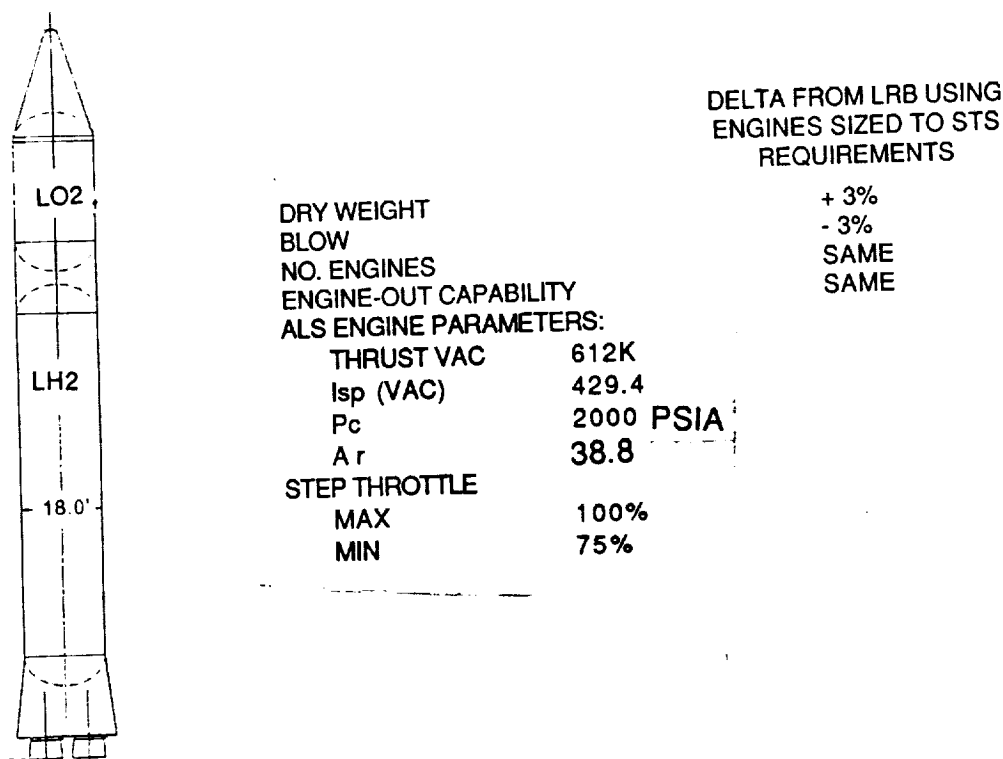 DELTA FROM LRB USING
ENGINES SIZED TO STS
REQUIREMENTS
DRY WEIGHT + 3%
BLOW - 3%
NO. ENGINES SAME
ENGINE-OUT CAPABILITY SAME
ALS ENGINE PARAMETERS:
THRUST VAC 612K
Isp (VAC) 429.4
Pc 2000 PSIA
A r 38.8
STEP THROTTLE
MAX 100%
MIN 75%
LO2
LH2
18.0'